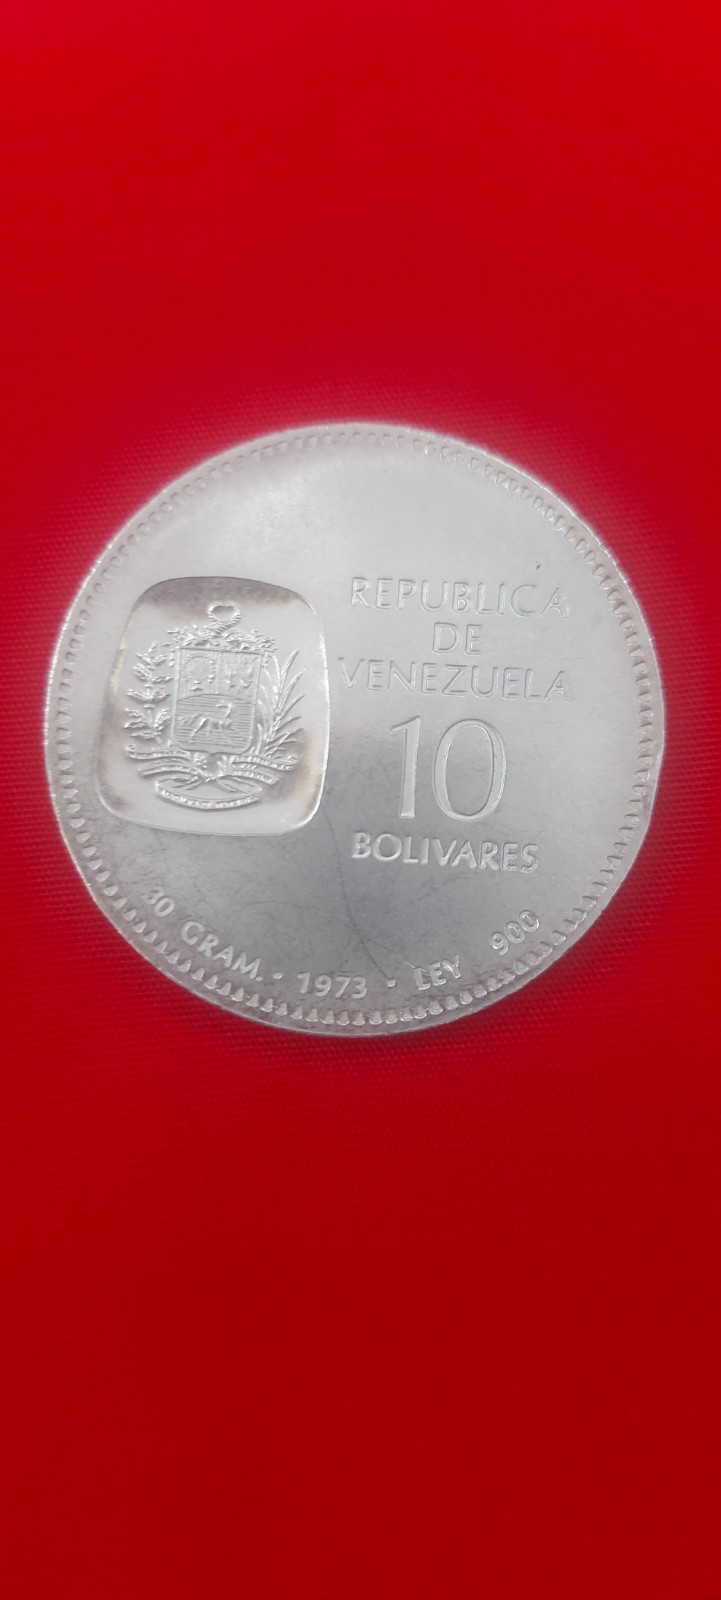 REPUBLICA
DE
VENEZUELA
10
BOLIVARES
30 GRAM. · 1973 · LEY 900